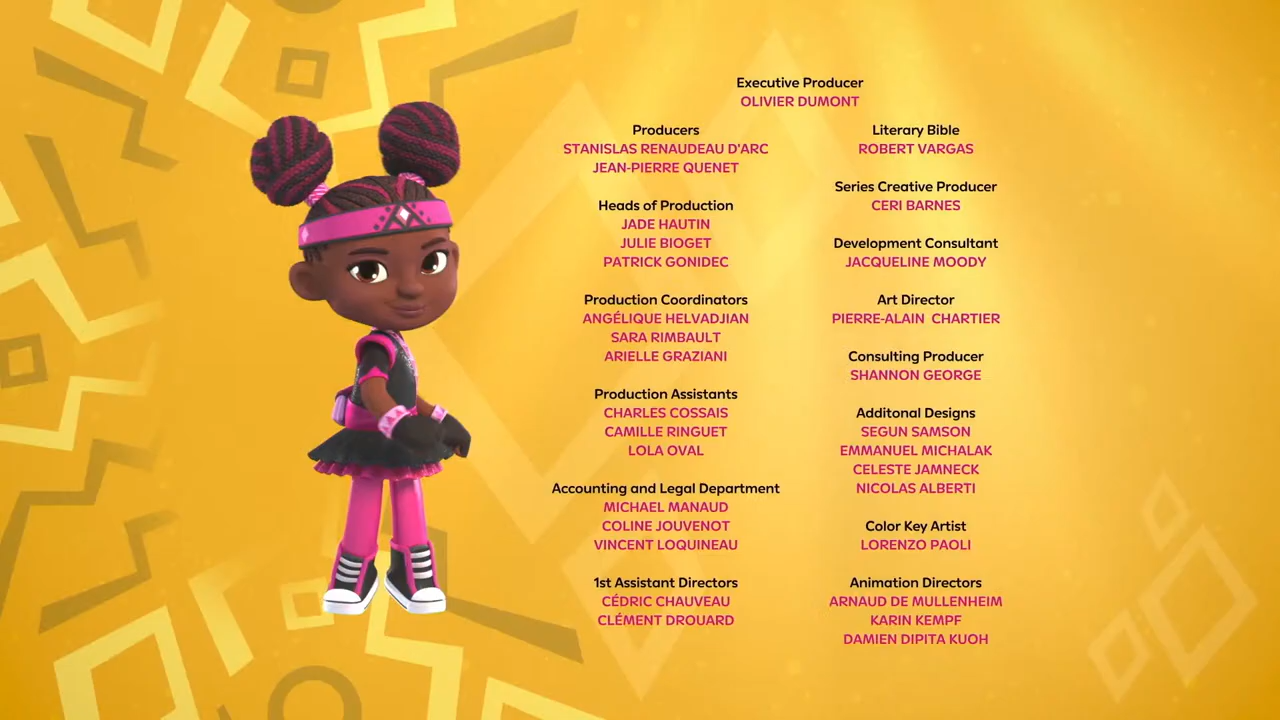 Executive Producer
OLIVIER DUMONT
Producers
STANISLAS RENAUDEAU D'ARC
JEAN-PIERRE QUENET
Heads of Production
JADE HAUTIN
JULIE BIOGET
PATRICK GONIDEC
Production Coordinators
ANGÉLIQUE HELVADJIAN
SARA RIMBAULT
ARIELLE GRAZIANI
Production Assistants
CHARLES COSSAIS
CAMILLE RINGUET
LOLA OVAL
Accounting and Legal Department
MICHAEL MANAUD
COLINE JOUVENOT
VINCENT LOQUINEAU
1st Assistant Directors
CÉDRIC CHAUVEAU
CLÉMENT DROUARD
Literary Bible
ROBERT VARGAS
Series Creative Producer
CERI BARNES
Development Consultant
JACQUELINE MOODY
Art Director
PIERRE-ALAIN  CHARTIER
Consulting Producer
SHANNON GEORGE
Additonal Designs
SEGUN SAMSON
EMMANUEL MICHALAK
CELESTE JAMNECK
NICOLAS ALBERTI
Color Key Artist
LORENZO PAOLI
Animation Directors
ARNAUD DE MULLENHEIM
KARIN KEMPF
DAMIEN DIPITA KUOH